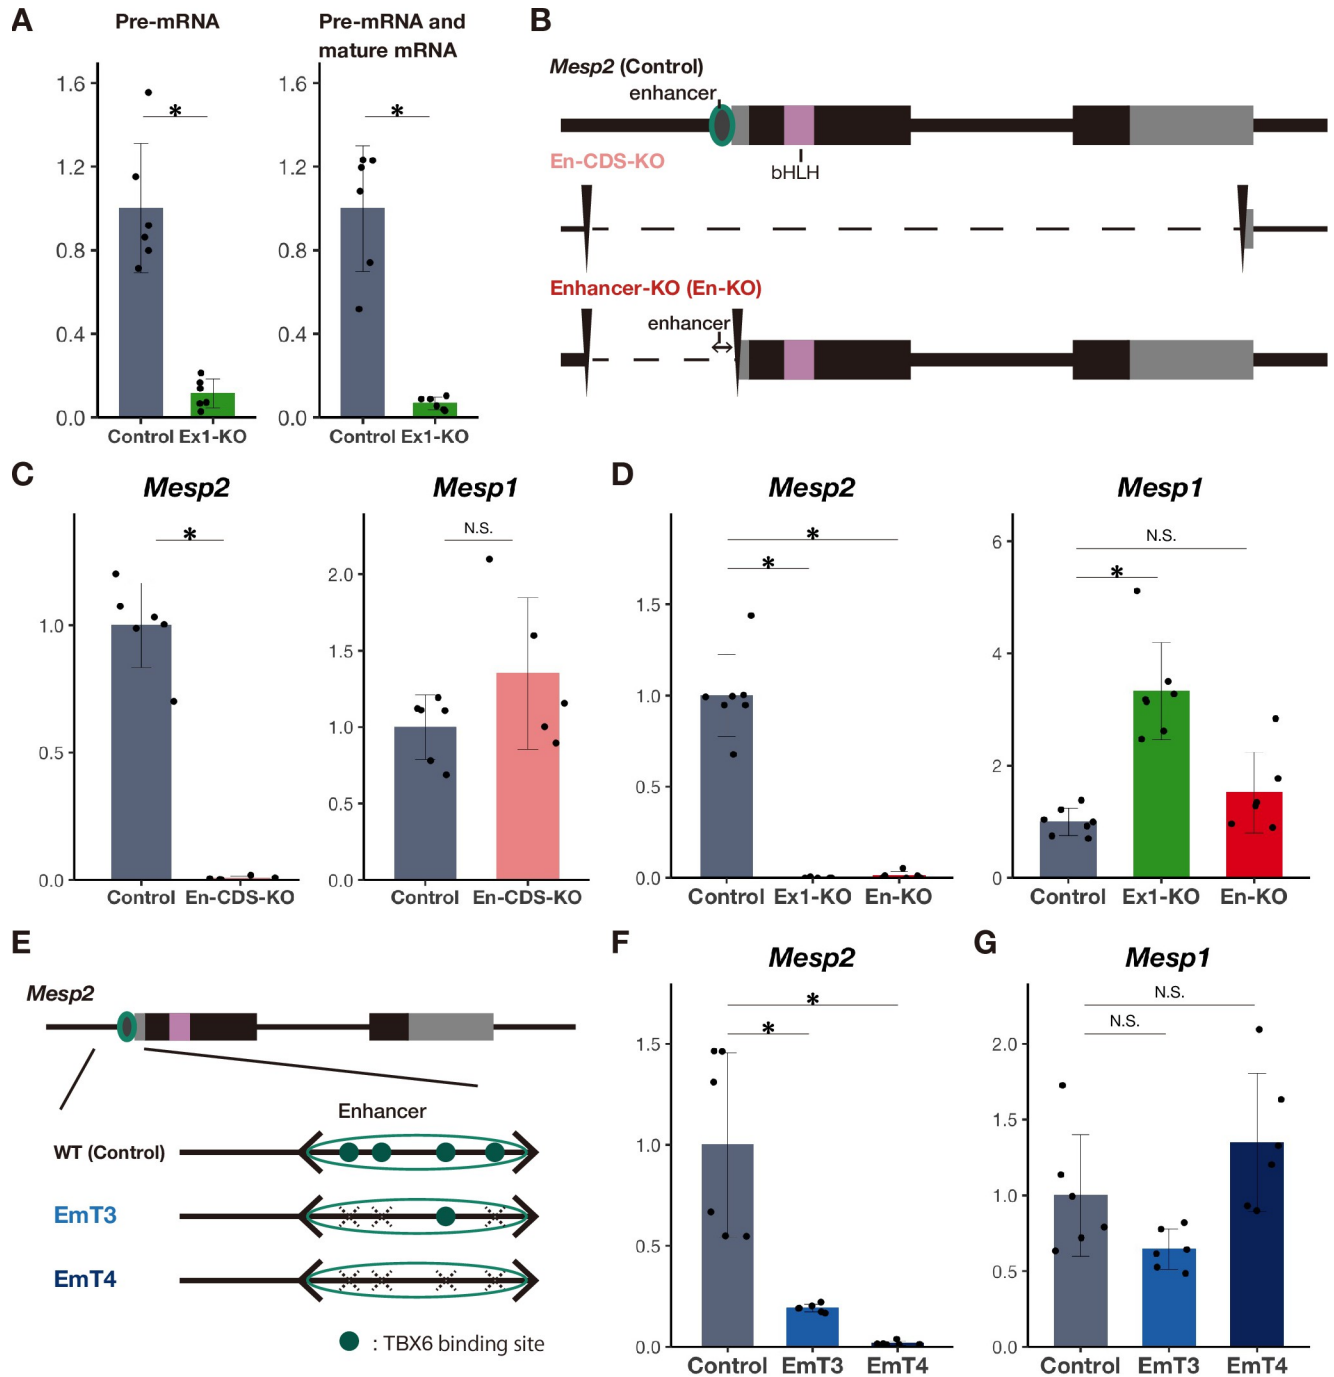 A
Pre-mRNA
Pre-mRNA and
mature mRNA
1.6
1.2
0.8
0.4
0.0
*
Control Ex1-KO
1.6
1.2
0.8
0.4
0.0
*
Control Ex1-KO
B
Mesp2 (Control)
enhancer
bHLH
En-CDS-KO
Enhancer-KO (En-KO)
enhancer
C
Mesp2
*
1.0
0.5
0.0
Control En-CDS-KO
Mesp1
N.S.
2.0
1.5
1.0
0.5
0.0
Control En-CDS-KO
D
Mesp2
*
*
1.5
1.0
0.5
0.0
Control Ex1-KO En-KO
Mesp1
N.S.
*
6
4
2
0
Control Ex1-KO En-KO
E
Mesp2
Enhancer
WT (Control)
EmT3
EmT4
: TBX6 binding site
F
Mesp2
*
*
1.5
1.0
0.5
0.0
Control EmT3 EmT4
G
Mesp1
N.S.
N.S.
2.0
1.5
1.0
0.5
0.0
Control EmT3 EmT4